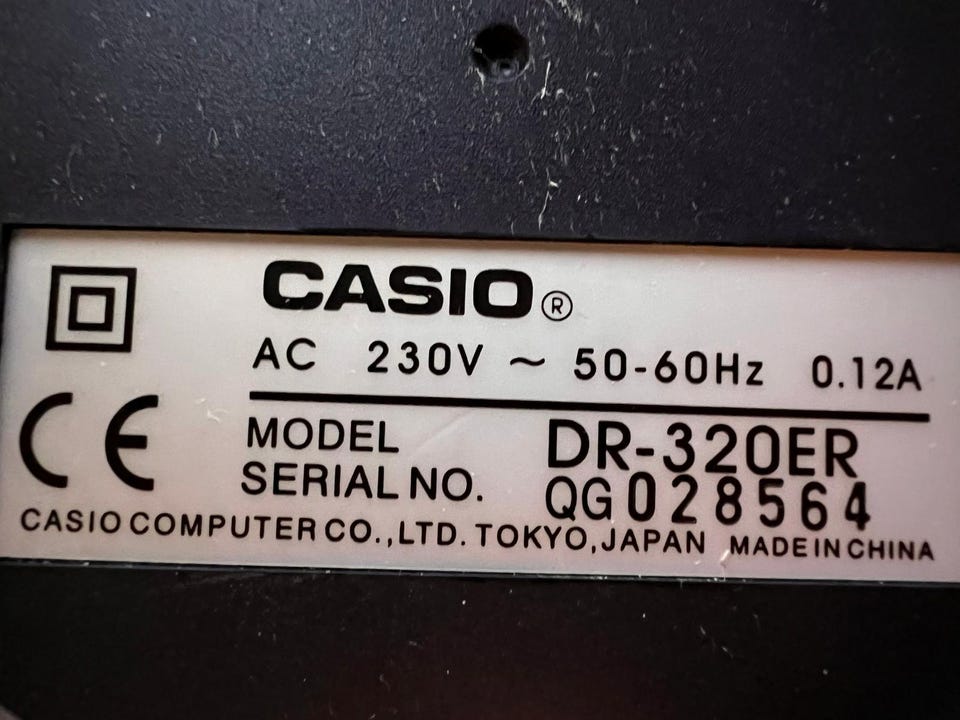 CASIO®
AC 230V ~ 50-60Hz 0.12A
CE
MODEL DR-320ER
SERIAL NO. QG028564
CASIO COMPUTER CO.,LTD. TOKYO,JAPAN MADE IN CHINA